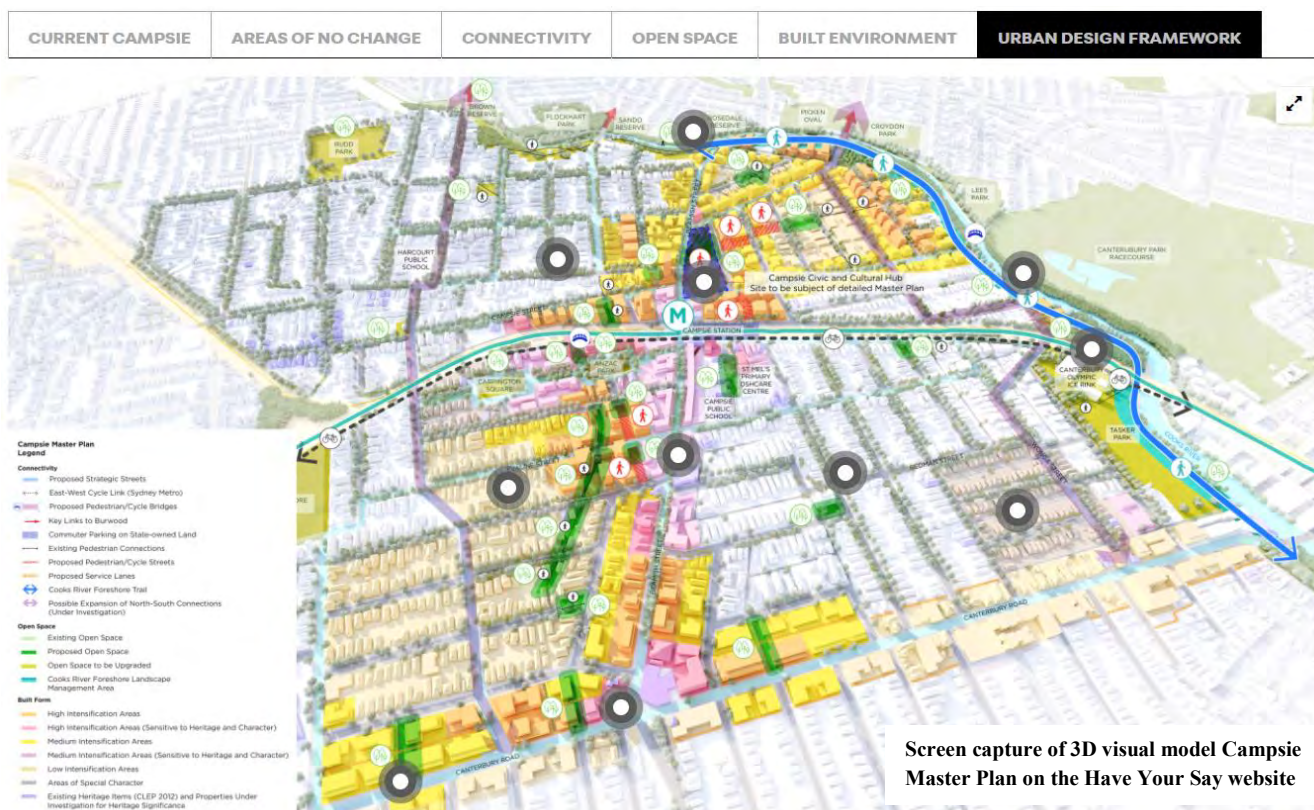 CURRENT CAMPSIE
AREAS OF NO CHANGE
CONNECTIVITY
OPEN SPACE
BUILT ENVIRONMENT
URBAN DESIGN FRAMEWORK
BROWN
RESERVE
FLOCKHART
PARK
SANDO
RESERVE
ROSEDALE
RESERVE
PICKEN
OVAL
CROYDON
PARK
RUDD
PARK
LEES
PARK
CANTERUBURY PARK
RACECOURSE
HARCOURT
PUBLIC
SCHOOL
Campsie Civic and Cultural Hub
Site to be subject of detailed Master Plan
CAMPSIE STREET
M
CAMPSIE STATION
ANZAC
PARK
CARRINGTON
SQUARE
ST MEL'S
PRIMARY
OSHCARE
CENTRE
CAMPSIE
PUBLIC
SCHOOL
CANTERBURY
OLYMPIC
ICE RINK
TASKER
PARK
COOKS RIVER
CANTERBURY ROAD
CANTERBURY ROAD
Campsie Master Plan
Legend
Connectivity
Proposed Strategic Streets
East-West Cycle Link (Sydney Metro)
Proposed Pedestrian/Cycle Bridges
Key Links to Burwood
Commuter Parking on State-owned Land
Existing Pedestrian Connections
Proposed Pedestrian/Cycle Streets
Proposed Service Lanes
Cooks River Foreshore Trail
Possible Expansion of North-South Connections
(Under Investigation)
Open Space
Existing Open Space
Proposed Open Space
Open Space to be Upgraded
Cooks River Foreshore Landscape
Management Area
Built Form
High Intensification Areas
High Intensification Areas (Sensitive to Heritage and Character)
Medium Intensification Areas
Medium Intensification Areas (Sensitive to Heritage and Character)
Low Intensification Areas
Areas of Special Character
Existing Heritage Items (CLEP 2012) and Properties Under
Investigation for Heritage Significance
Screen capture of 3D visual model Campsie
Master Plan on the Have Your Say website